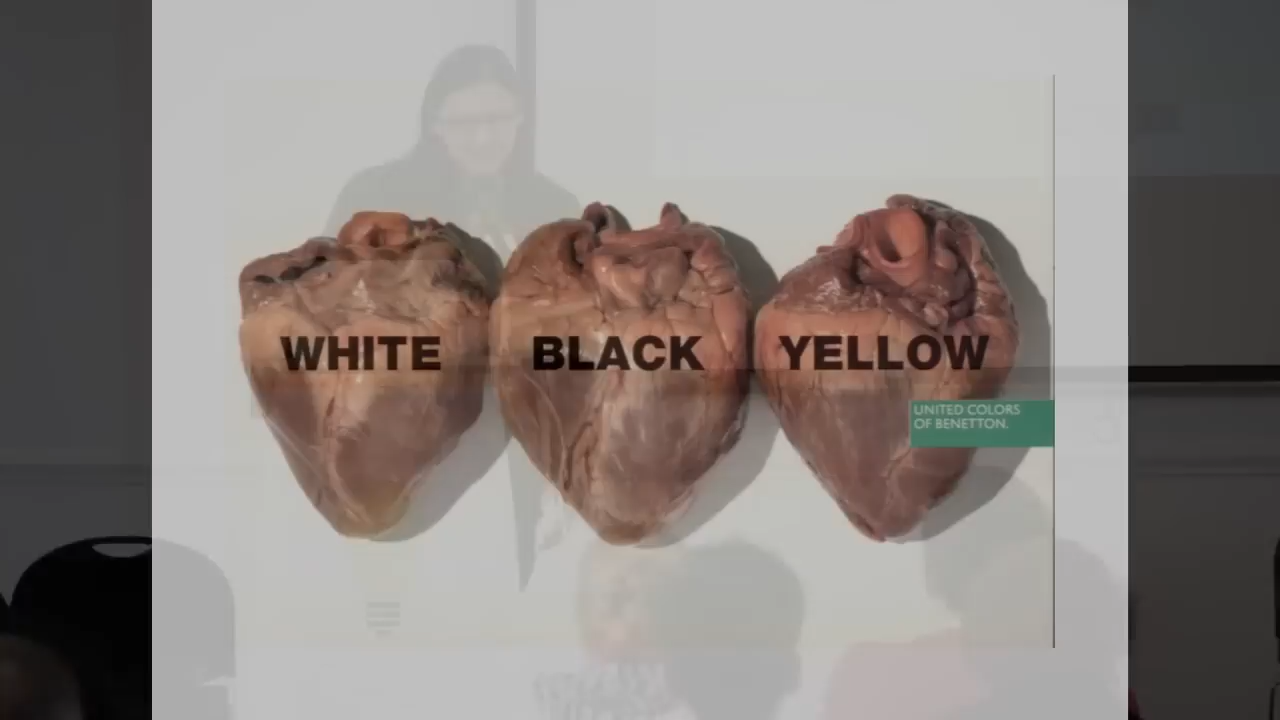 WHITE
BLACK
YELLOW
UNITED COLORS
OF BENETTON.